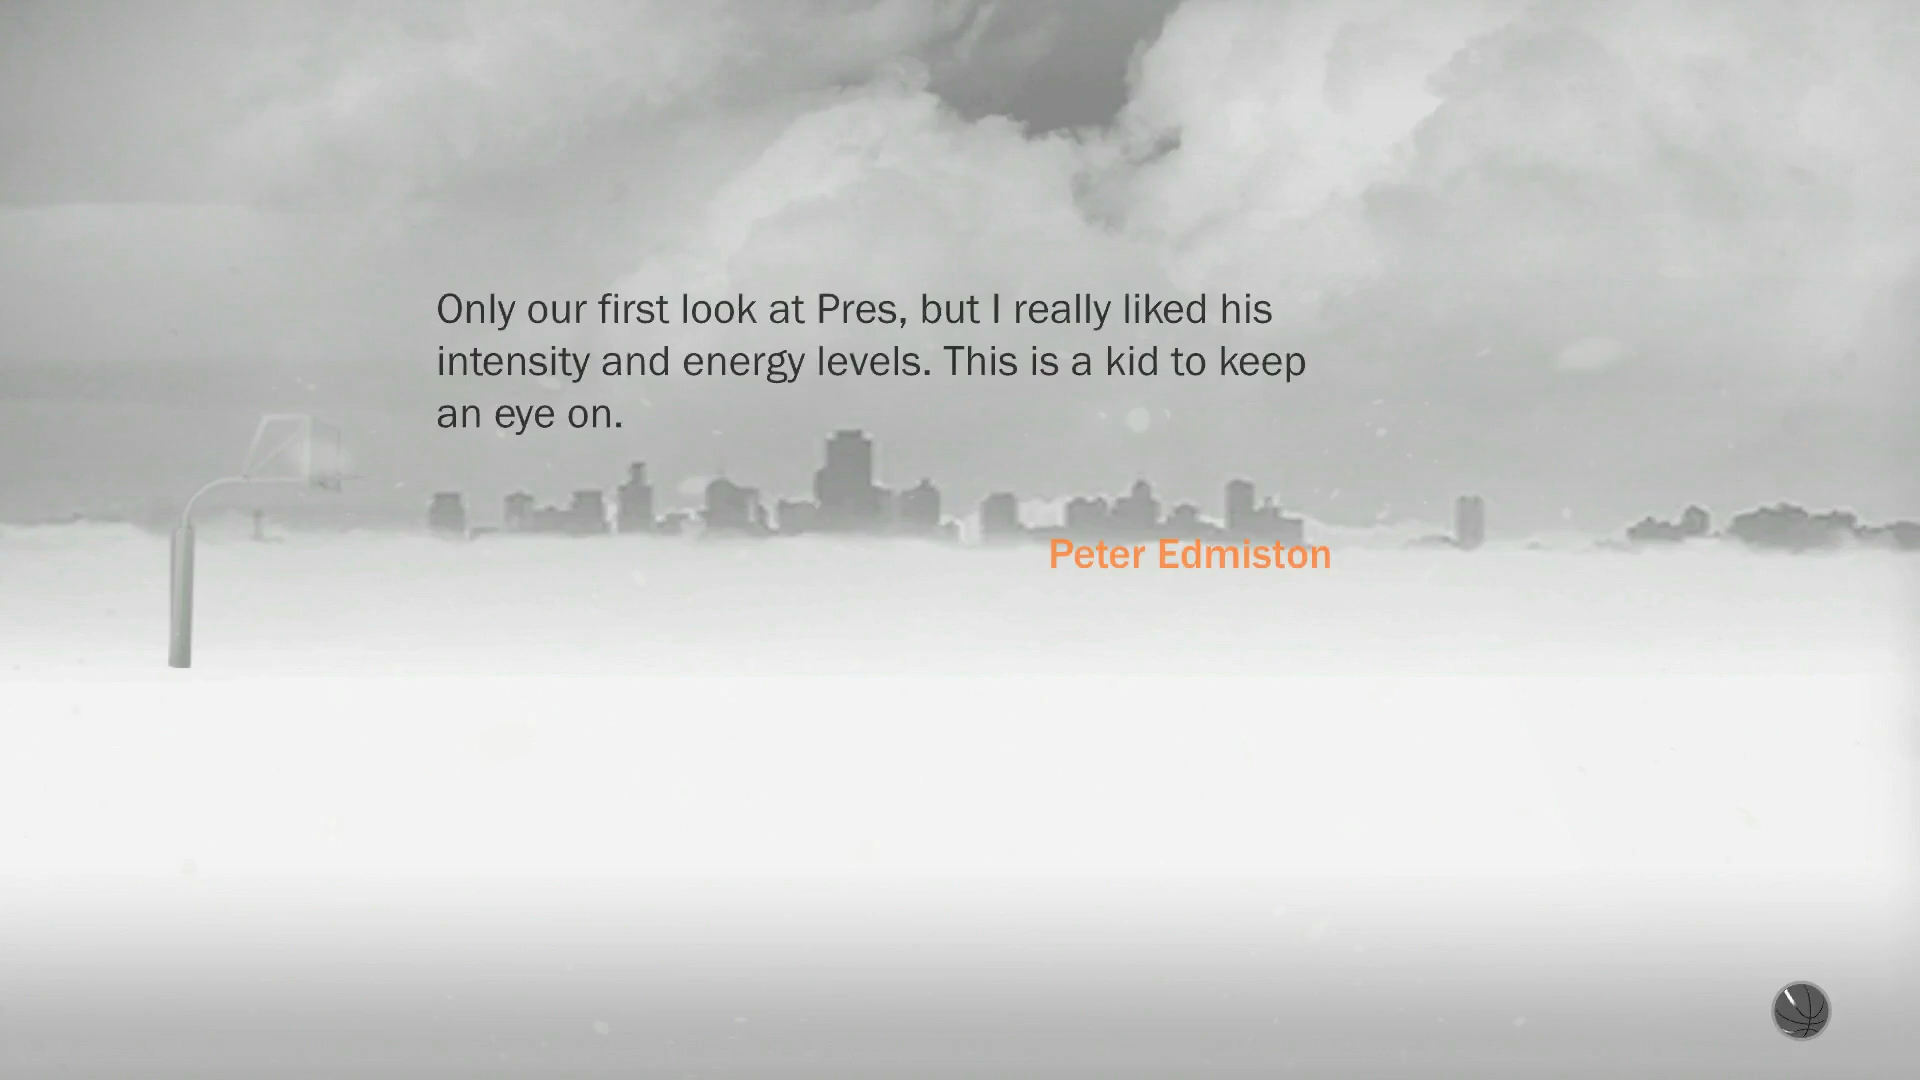 Only our first look at Pres, but I really liked his
intensity and energy levels. This is a kid to keep
an eye on.
Peter Edmiston